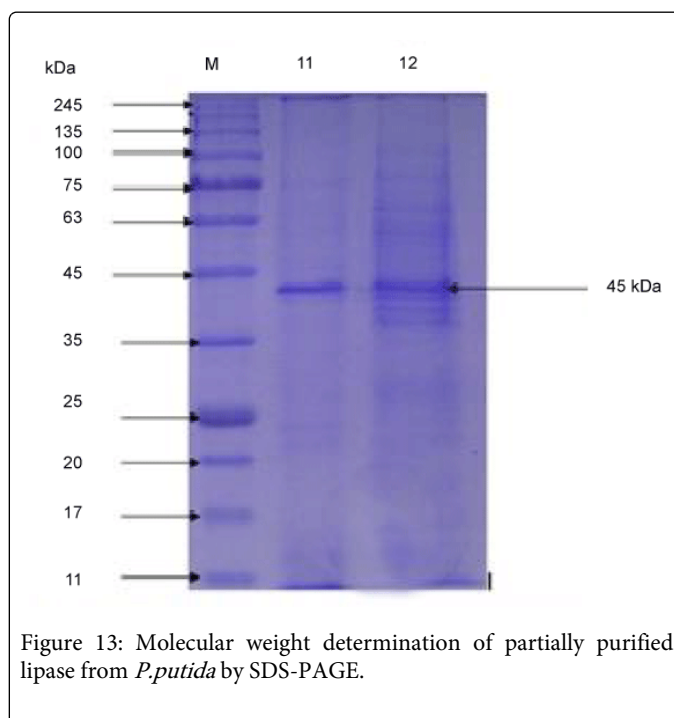 kDa M 11 12
245
135
100
75
63
45
45 kDa
35
25
20
17
11
Figure 13: Molecular weight determination of partially purified
lipase from P.putida by SDS-PAGE.